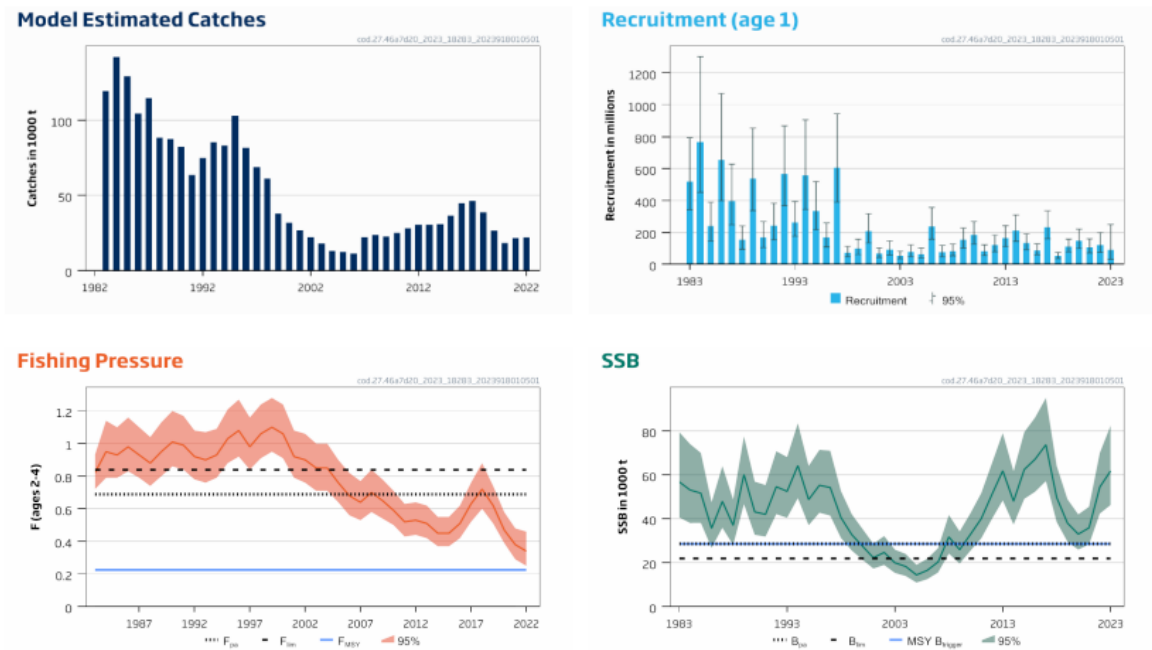 Model Estimated Catches
cod.27.46a7d20_2023_18283_2023918010501
Catches in 1000 t
100
50
0
1982 1992 2002 2012 2022
Recruitment (age 1)
cod.27.46a7d20_2023_18283_2023918010501
Recruitment in millions
1200
1000
800
600
400
200
0
1983 1993 2003 2013 2023
Recruitment 95%
Fishing Pressure
cod.27.46a7d20_2023_18283_2023918010501
F (ages 2-4)
1.2
1
0.8
0.6
0.4
0.2
0
1987 1992 1997 2002 2007 2012 2017 2022
Fpa Flim FMSY 95%
SSB
cod.27.46a7d20_2023_18283_2023918010501
SSB in 1000 t
80
60
40
20
0
1983 1993 2003 2013 2023
Bpa Blim MSY Btrigger 95%